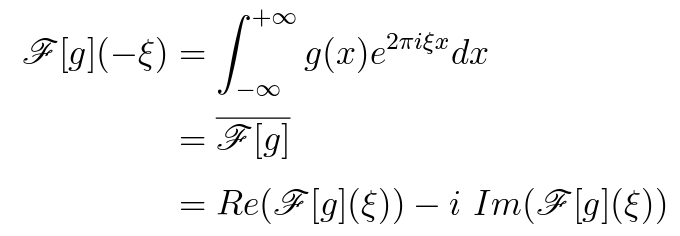 ℱ[g](−ξ) = ∫_{−∞}^{+∞} g(x)e^{2πiξx}dx
= \overline{ℱ[g]}
= Re(ℱ[g](ξ)) − i Im(ℱ[g](ξ))